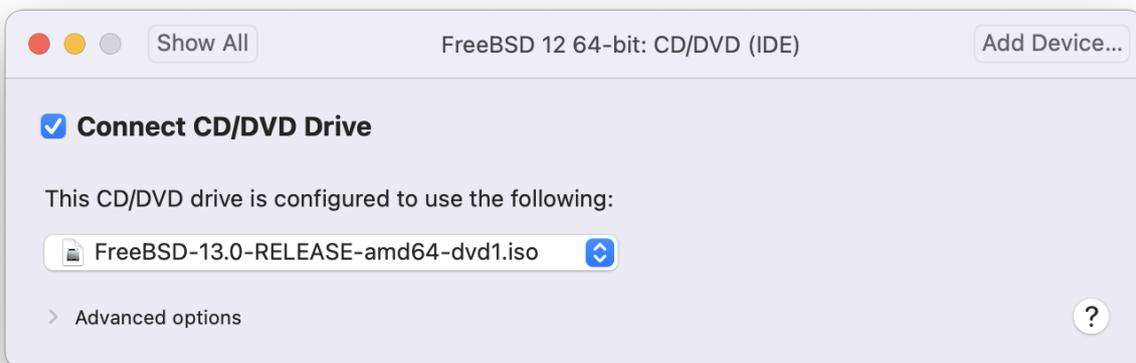 Show All
FreeBSD 12 64-bit: CD/DVD (IDE)
Add Device...
Connect CD/DVD Drive
This CD/DVD drive is configured to use the following:
FreeBSD-13.0-RELEASE-amd64-dvd1.iso
Advanced options
?